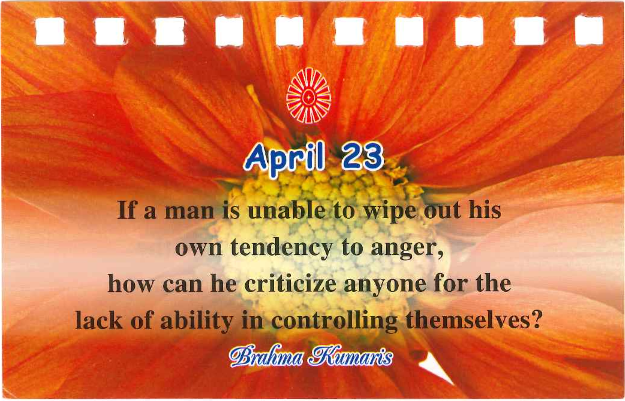 April 23
If a man is unable to wipe out his
own tendency to anger,
how can he criticize anyone for the
lack of ability in controlling themselves?
Brahma Kumaris